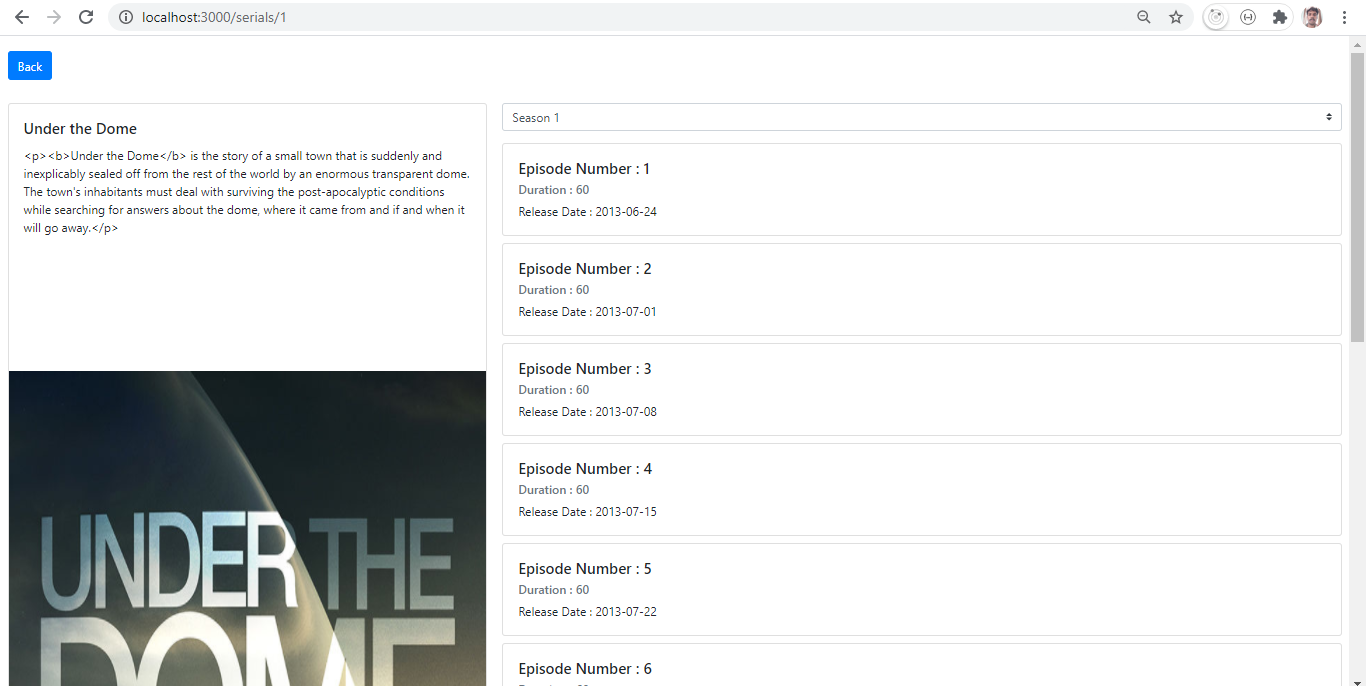 localhost:3000/serials/1
Back
Under the Dome
<p><b>Under the Dome</b> is the story of a small town that is suddenly and
inexplicably sealed off from the rest of the world by an enormous transparent dome.
The town's inhabitants must deal with surviving the post-apocalyptic conditions
while searching for answers about the dome, where it came from and if and when it
will go away.</p>
UNDER THE
DOME
Season 1
Episode Number : 1
Duration : 60
Release Date : 2013-06-24
Episode Number : 2
Duration : 60
Release Date : 2013-07-01
Episode Number : 3
Duration : 60
Release Date : 2013-07-08
Episode Number : 4
Duration : 60
Release Date : 2013-07-15
Episode Number : 5
Duration : 60
Release Date : 2013-07-22
Episode Number : 6